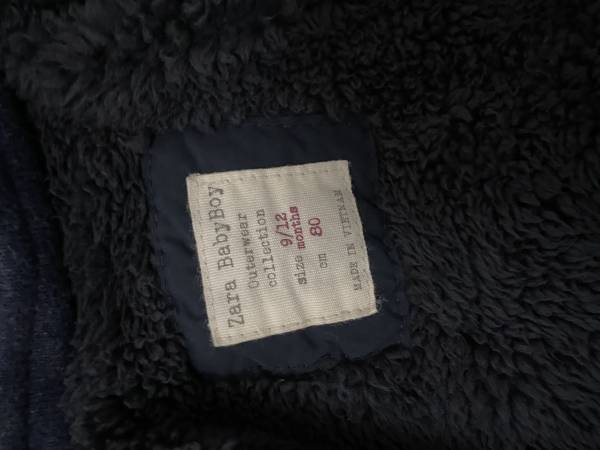 Zara BabyBoy
Outerwear
collection
size 9/12 months
cm 80
MADE IN VIETNAM